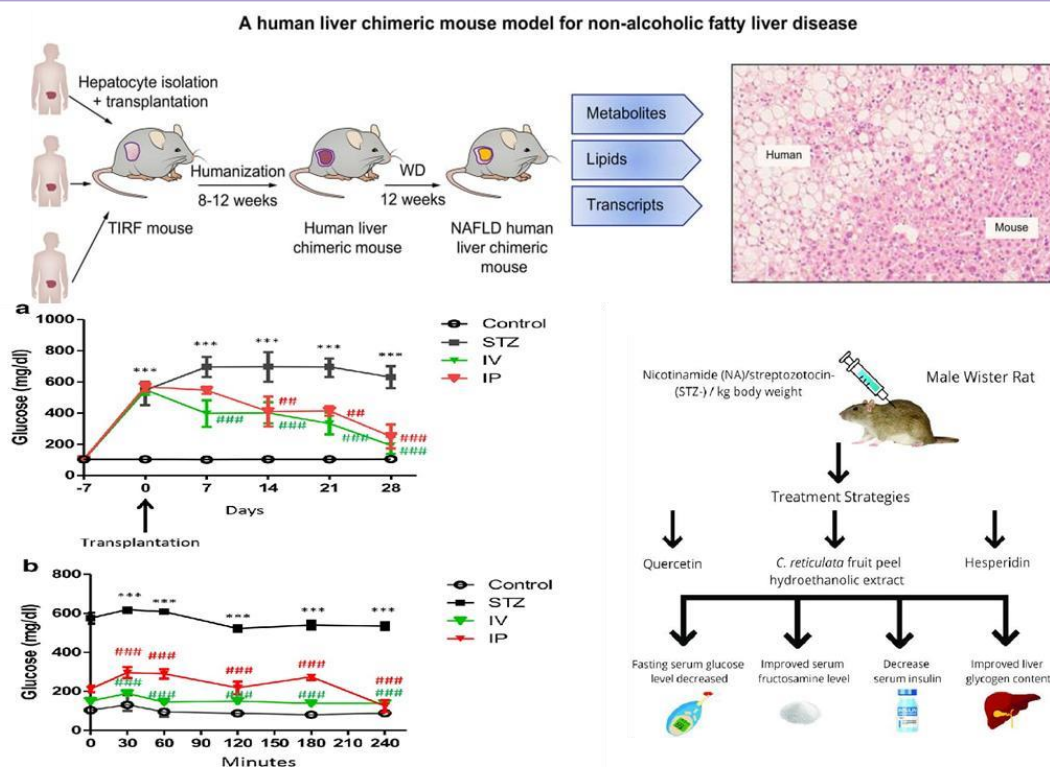 A human liver chimeric mouse model for non-alcoholic fatty liver disease
Hepatocyte isolation
+ transplantation
TIRF mouse
Humanization
8-12 weeks
Human liver
chimeric mouse
WD
12 weeks
NAFLD human
liver chimeric
mouse
Metabolites
Lipids
Transcripts
Human
Mouse
a
Glucose (mg/dl)
1000
800
600
400
200
0
-7 0 7 14 21 28
Days
Transplantation
*** *** *** *** ***
## ## ###
### ### ### ###
Control
STZ
IV
IP
b
Glucose (mg/dl)
800
600
400
200
0
0 30 60 90 120 150 180 210 240
Minutes
*** *** *** *** ***
### ### ### ### ###
### ### ### ### ###
Control
STZ
IV
IP
Nicotinamide (NA)/streptozotocin-
(STZ-) / kg body weight
Male Wister Rat
Treatment Strategies
Quercetin
C. reticulata fruit peel
hydroethanolic extract
Hesperidin
Fasting serum glucose
level decreased
Improved serum
fructosamine level
Decrease
serum insulin
Improved liver
glycogen content